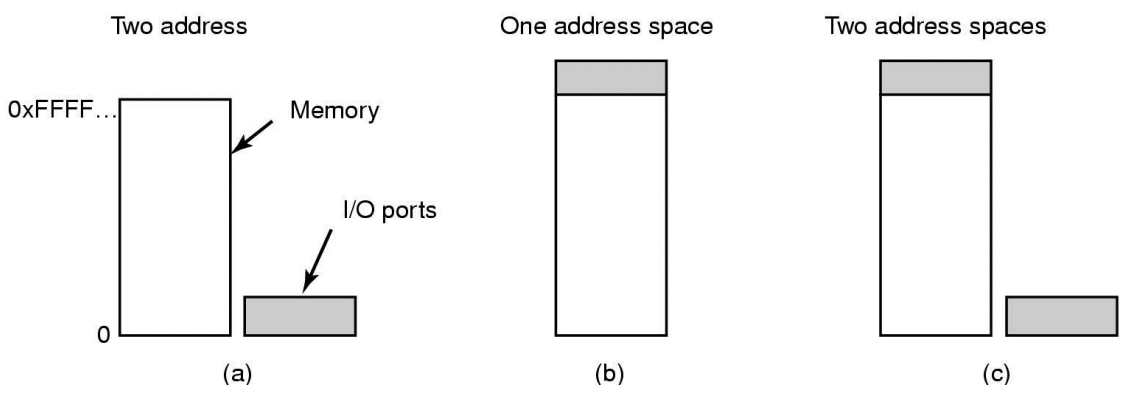 Two address
One address space
Two address spaces
0xFFFF…
Memory
I/O ports
0
(a)
(b)
(c)